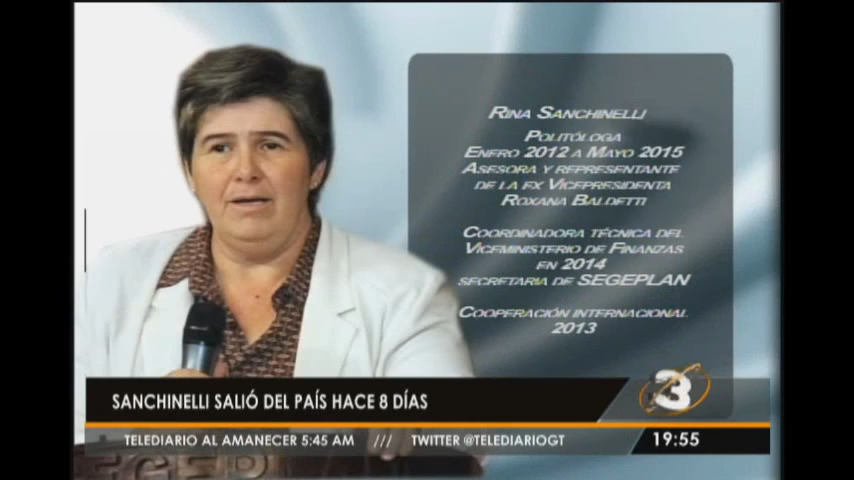 RINA SANCHINELLI
POLITÓLOGA
ENERO 2012 A MAYO 2015
ASESORA Y REPRESENTANTE
DE LA EX VICEPRESIDENTA
ROXANA BALDETTI
COORDINADORA TÉCNICA DEL
VICEMINISTERIO DE FINANZAS
EN 2014
SECRETARIA DE SEGEPLAN
COOPERACIÓN INTERNACIONAL
2013
3
SANCHINELLI SALIÓ DEL PAÍS HACE 8 DÍAS
TELEDIARIO AL AMANECER 5:45 AM /// TWITTER @TELEDIARIOGT 19:55